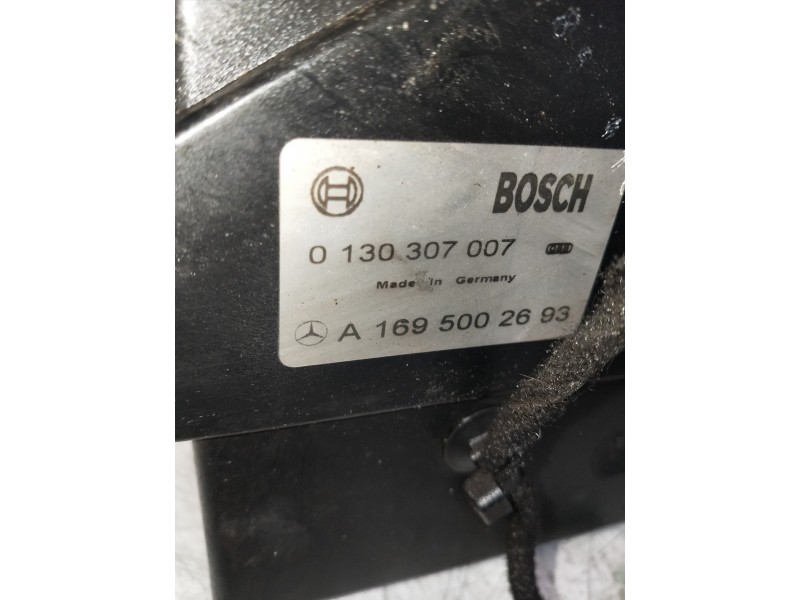 BOSCH
0 130 307 007
Made in Germany
A 169 500 26 93